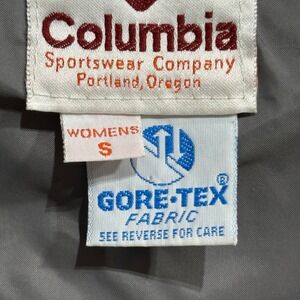 Columbia
Sportswear Company
Portland, Oregon
WOMENS
S
GORE-TEX®
FABRIC
SEE REVERSE FOR CARE